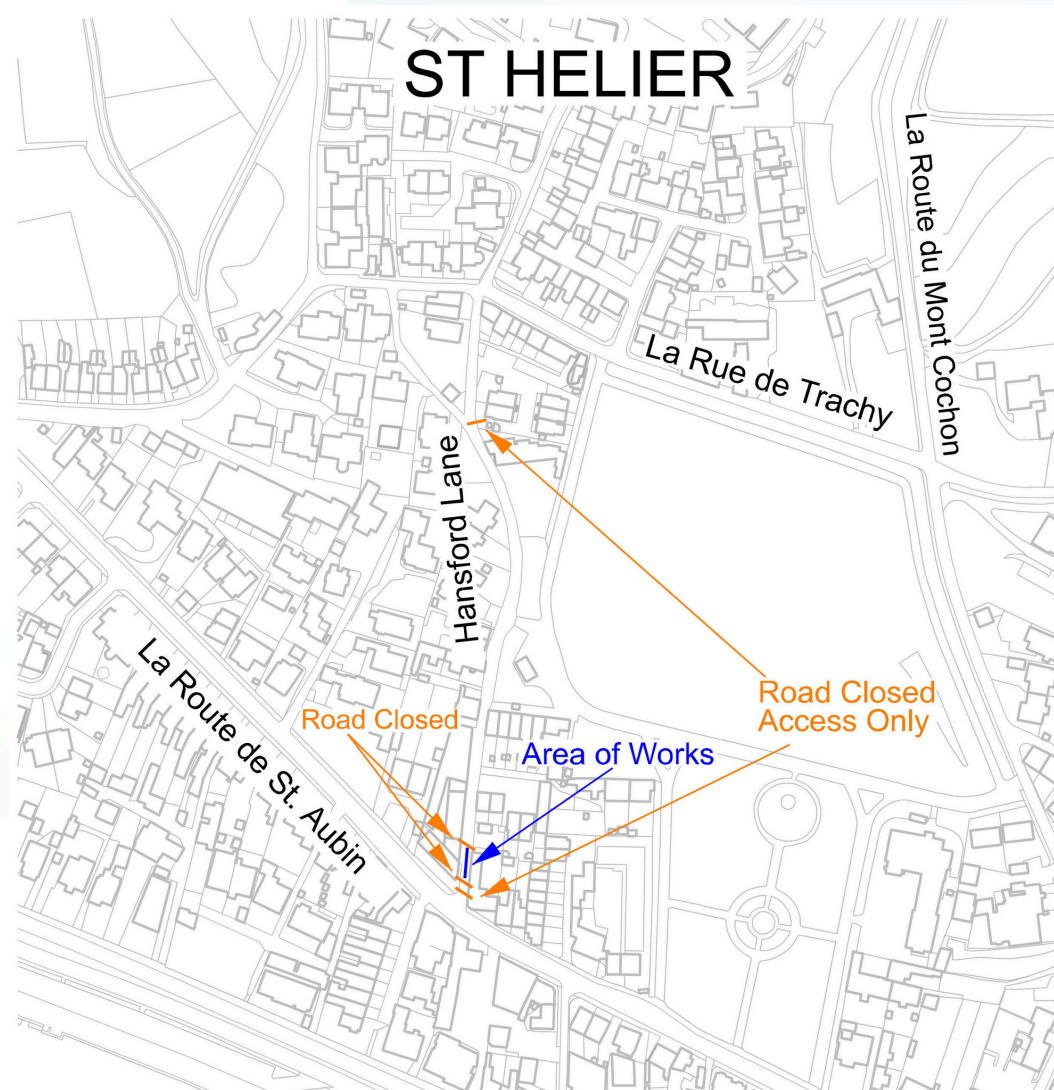 ST HELIER
La Route du Mont Cochon
La Rue de Trachy
Hansford Lane
La Route de St. Aubin
Road Closed
Access Only
Road Closed
Area of Works